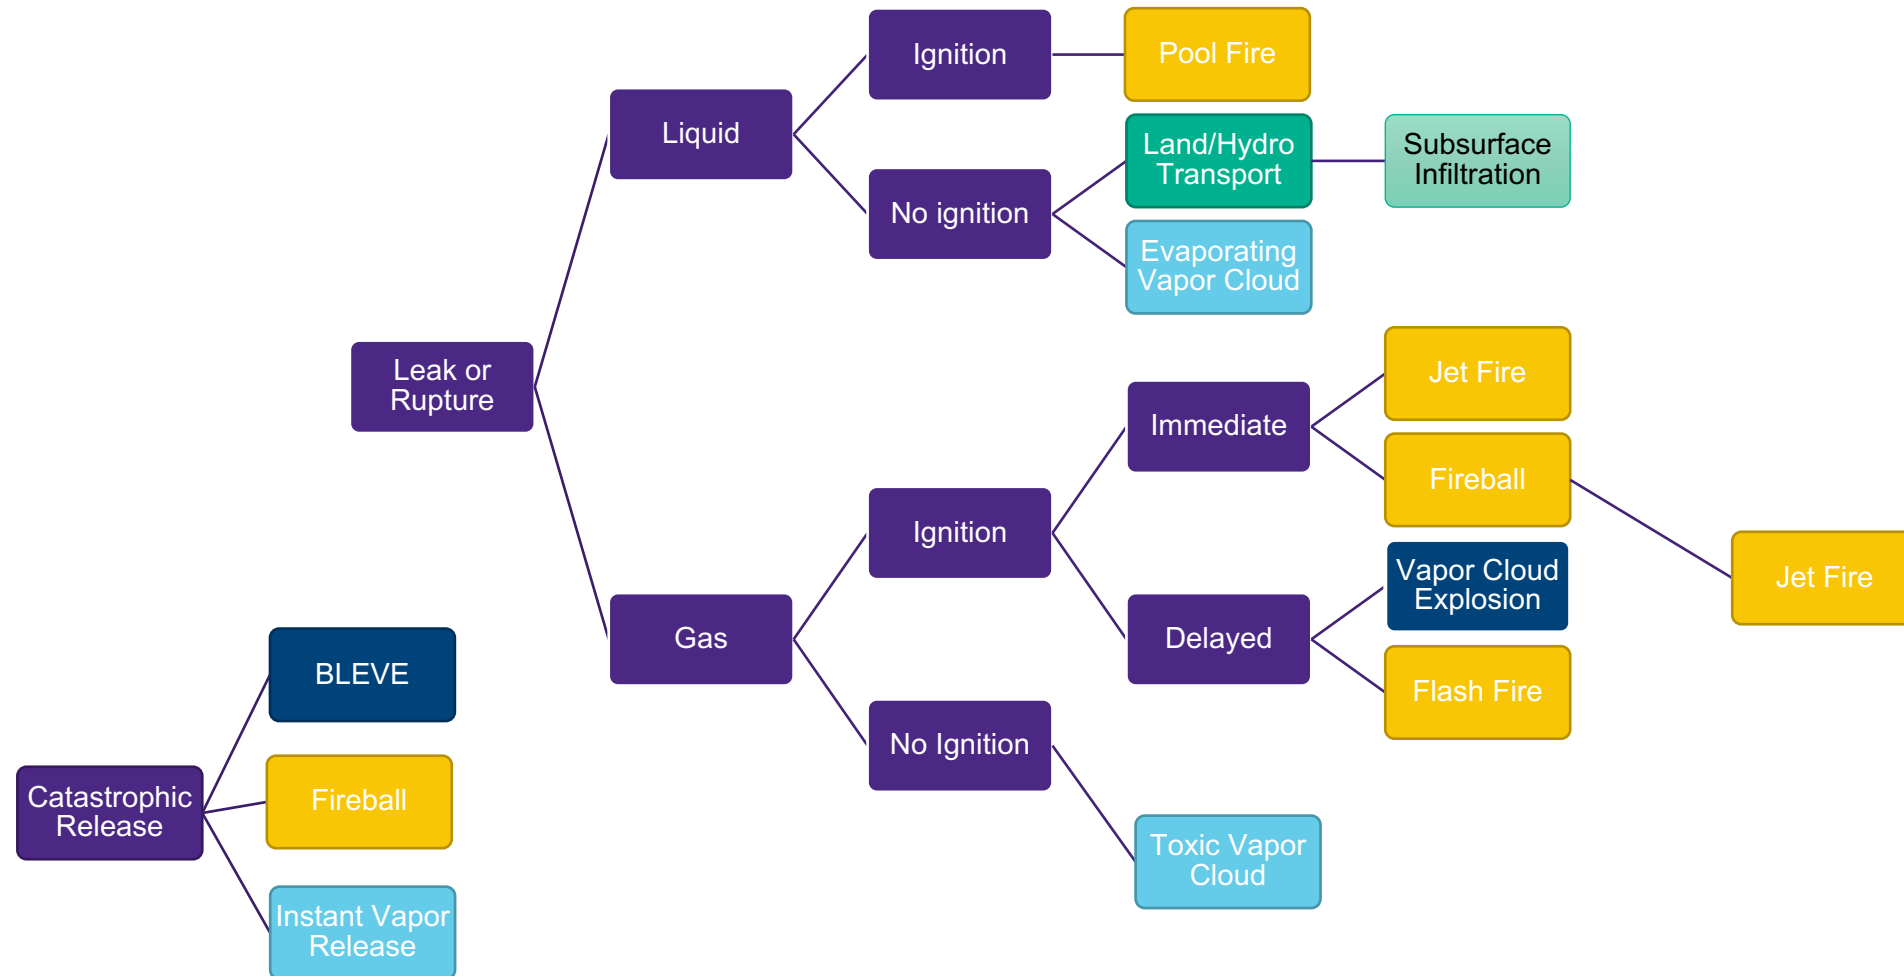 Ignition
Pool Fire
Liquid
Land/Hydro
Transport
Subsurface
Infiltration
No ignition
Evaporating
Vapor Cloud
Leak or
Rupture
Jet Fire
Immediate
Fireball
Ignition
Vapor Cloud
Explosion
Jet Fire
Gas
Delayed
Flash Fire
No Ignition
Toxic Vapor
Cloud
BLEVE
Catastrophic
Release
Fireball
Instant Vapor
Release